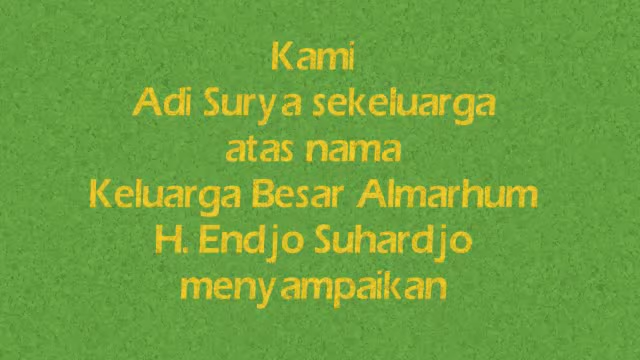 Kami
Adi Surya sekeluarga
atas nama
Keluarga Besar Almarhum
H. Endjo Suhardjo
menyampaikan